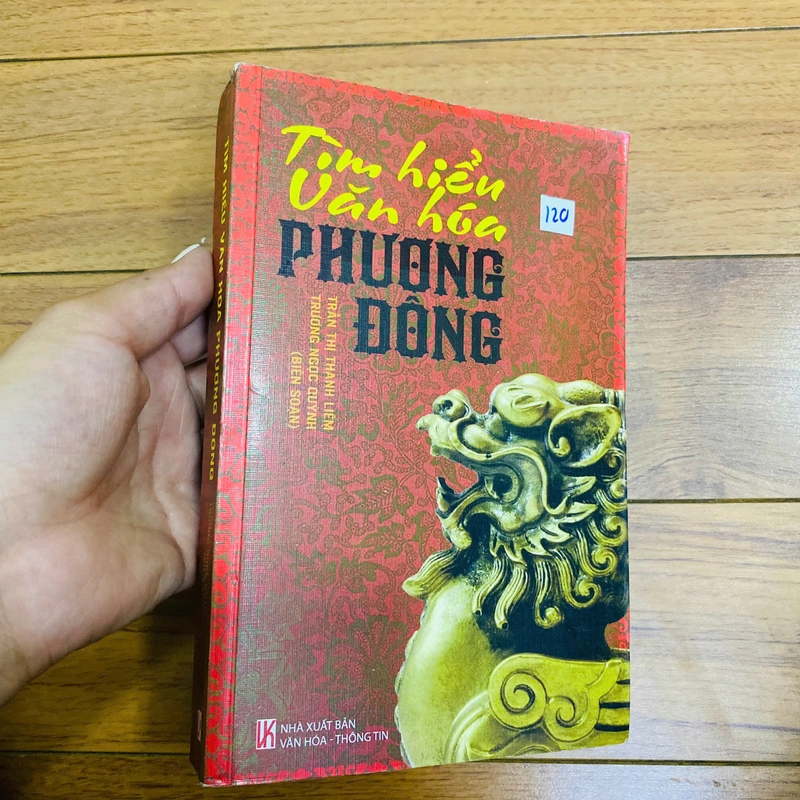 Tìm hiểu
Văn hóa
PHƯƠNG
ĐÔNG
120
TRẦN THỊ THANH LIÊM
TRƯƠNG NGỌC QUỲNH
(BIÊN SOẠN)
NHÀ XUẤT BẢN
VĂN HÓA - THÔNG TIN
TÌM HIỂU VĂN HÓA PHƯƠNG ĐÔNG